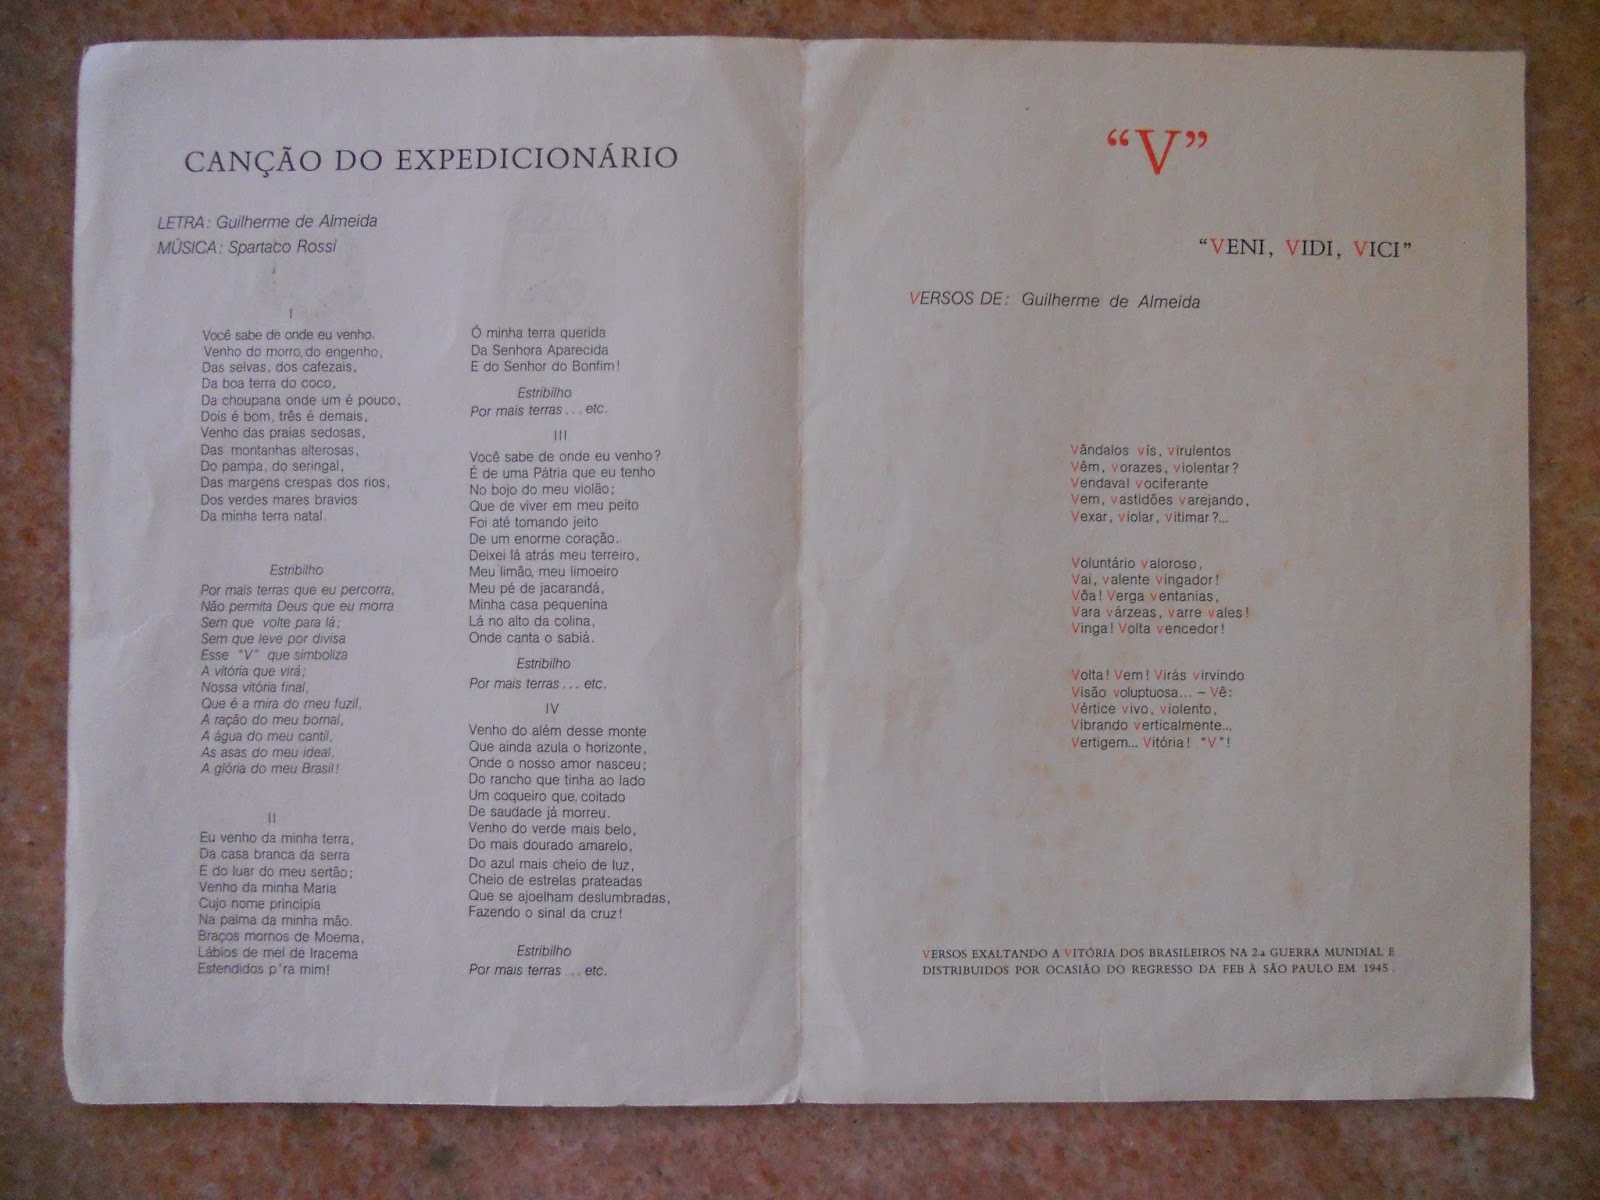 CANÇÃO DO EXPEDICIONÁRIO
LETRA: Guilherme de Almeida
MÚSICA: Spartaco Rossi
I
Você sabe de onde eu venho.
Venho do morro, do engenho,
Das selvas, dos cafezais,
Da boa terra do coco,
Da choupana onde um é pouco,
Dois é bom, três é demais,
Venho das praias sedosas,
Das montanhas alterosas,
Do pampa, do seringal,
Das margens crespas dos rios,
Dos verdes mares bravios
Da minha terra natal.
Estribilho
Por mais terras que eu percorra,
Não permita Deus que eu morra
Sem que volte para lá;
Sem que leve por divisa
Esse "V" que simboliza
A vitória que virá;
Nossa vitória final,
Que é a mira do meu fuzil,
A ração do meu bornal,
A água do meu cantil,
As asas do meu ideal,
A glória do meu Brasil!
II
Eu venho da minha terra,
Da casa branca da serra
E do luar do meu sertão;
Venho da minha Maria
Cujo nome principia
Na palma da minha mão.
Braços mornos de Moema,
Lábios de mel de Iracema
Estendidos p'ra mim!
Ó minha terra querida
Da Senhora Aparecida
E do Senhor do Bonfim!
Estribilho
Por mais terras... etc.
III
Você sabe de onde eu venho?
É de uma Pátria que eu tenho
No bojo do meu violão;
Que de viver em meu peito
Foi até tomando jeito
De um enorme coração.
Deixei lá atrás meu terreiro,
Meu limão, meu limoeiro
Meu pé de jacarandá,
Minha casa pequenina
Lá no alto da colina,
Onde canta o sabiá.
Estribilho
Por mais terras... etc.
IV
Venho do além desse monte
Que ainda azula o horizonte,
Onde o nosso amor nasceu;
Do rancho que tinha ao lado
Um coqueiro que, coitado
De saudade já morreu.
Venho do verde mais belo,
Do mais dourado amarelo,
Do azul mais cheio de luz,
Cheio de estrelas prateadas
Que se ajoelham deslumbradas,
Fazendo o sinal da cruz!
Estribilho
Por mais terras... etc.
"V"
"VENI, VIDI, VICI"
VERSOS DE: Guilherme de Almeida
Vândalos vís, virulentos
Vêm, vorazes, violentar?
Vendaval vociferante
Vem, vastidões varejando,
Vexar, violar, vitimar?...
Voluntário valoroso,
Vai, valente vingador!
Vôa! Verga ventanias,
Vara várzeas, varre vales!
Vinga! Volta vencedor!
Volta! Vem! Virás virvindo
Visão voluptuosa... – Vê:
Vértice vivo, violento,
Vibrando verticalmente...
Vertigem... Vitória! "V"!
VERSOS EXALTANDO A VITÓRIA DOS BRASILEIROS NA 2.a GUERRA MUNDIAL E
DISTRIBUIDOS POR OCASIÃO DO REGRESSO DA FEB À SÃO PAULO EM 1945.